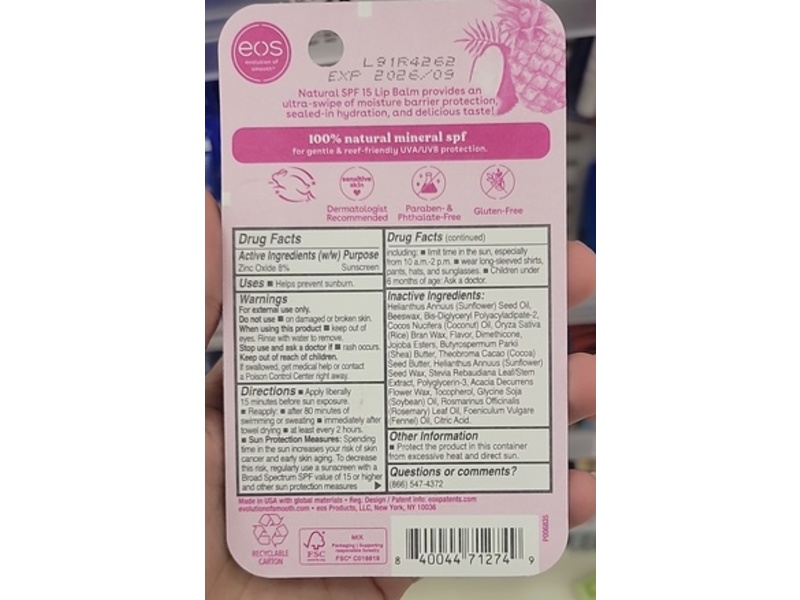 eos
evolution of
smooth
L91R4262
EXP 2026/09
Natural SPF 15 Lip Balm provides an
ultra-swipe of moisture barrier protection,
sealed-in hydration, and delicious taste!
100% natural mineral spf
for gentle & reef-friendly UVA/UVB protection.
sensitive
skin
Dermatologist
Recommended
Paraben- &
Phthalate-Free
Gluten-Free
Drug Facts
Active Ingredients (w/w) Purpose
Zinc Oxide 8% Sunscreen
Uses ■ Helps prevent sunburn.
Warnings
For external use only.
Do not use ■ on damaged or broken skin.
When using this product ■ keep out of
eyes. Rinse with water to remove.
Stop use and ask a doctor if ■ rash occurs.
Keep out of reach of children.
If swallowed, get medical help or contact
a Poison Control Center right away.
Directions ■ Apply liberally
15 minutes before sun exposure.
■ Reapply: ■ after 80 minutes of
swimming or sweating ■ immediately after
towel drying ■ at least every 2 hours.
■ Sun Protection Measures: Spending
time in the sun increases your risk of skin
cancer and early skin aging. To decrease
this risk, regularly use a sunscreen with a
Broad Spectrum SPF value of 15 or higher
and other sun protection measures
Drug Facts (continued)
including: ■ limit time in the sun, especially
from 10 a.m.-2 p.m. ■ wear long-sleeved shirts,
pants, hats, and sunglasses. ■ Children under
6 months of age: Ask a doctor.
Inactive Ingredients:
Helianthus Annuus (Sunflower) Seed Oil,
Beeswax, Bis-Diglyceryl Polyacyladipate-2,
Cocos Nucifera (Coconut) Oil, Oryza Sativa
(Rice) Bran Wax, Flavor, Dimethicone,
Jojoba Esters, Butyrospermum Parkii
(Shea) Butter, Theobroma Cacao (Cocoa)
Seed Butter, Helianthus Annuus (Sunflower)
Seed Wax, Stevia Rebaudiana Leaf/Stem
Extract, Polyglycerin-3, Acacia Decurrens
Flower Wax, Tocopherol, Glycine Soja
(Soybean) Oil, Rosmarinus Officinalis
(Rosemary) Leaf Oil, Foeniculum Vulgare
(Fennel) Oil, Citric Acid.
Other Information
■ Protect the product in this container
from excessive heat and direct sun.
Questions or comments?
(866) 547-4372
Made in USA with global materials • Reg. Design / Patent info: eospatents.com
evolutionofsmooth.com • eos Products, LLC, New York, NY 10036
RECYCLABLE
CARTON
FSC
MIX
Packaging | Supporting
responsible forestry
FSC® C018818
8 40044 71274 9
P006835